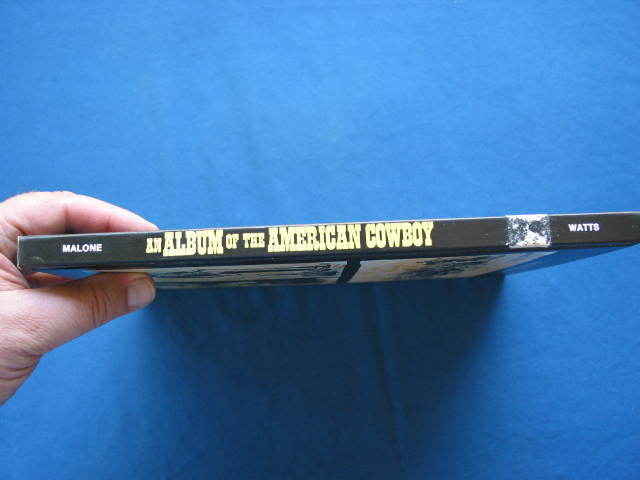 MALONE AN ALBUM OF THE AMERICAN COWBOY WATTS